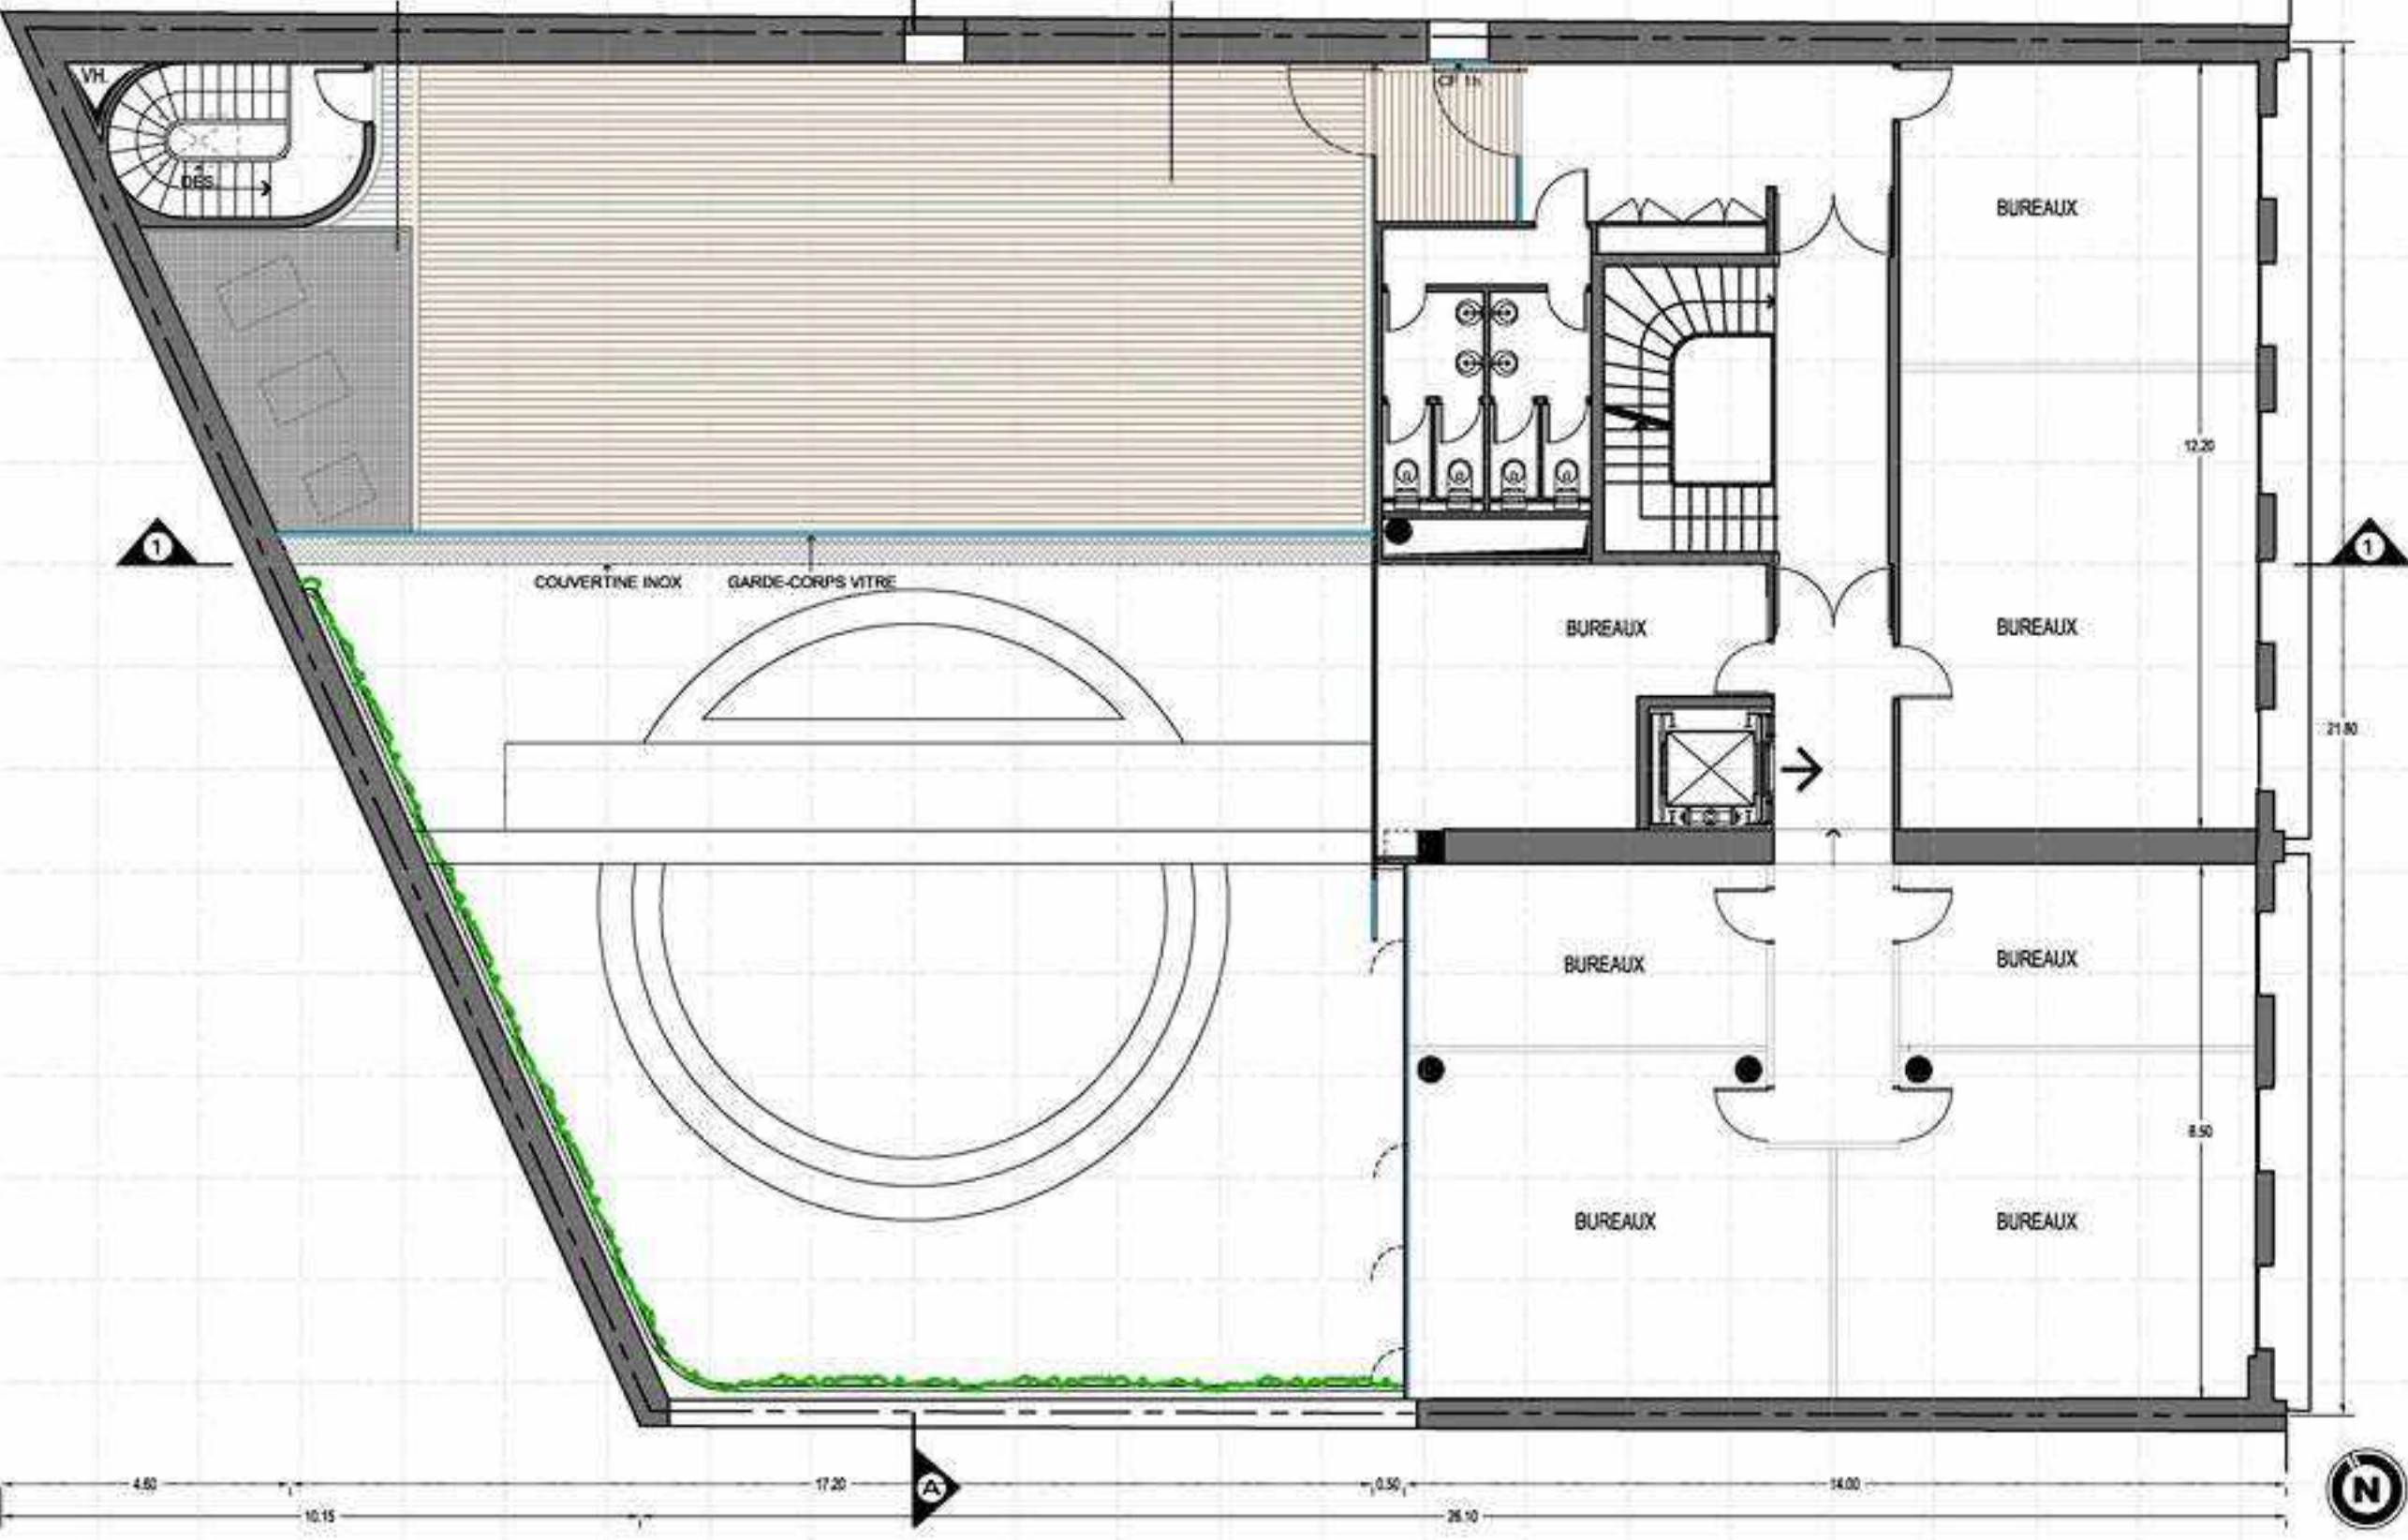 VH.
CF 1h
DES.
BUREAUX
12.20
1
1
COUVERTINE INOX
GARDE-CORPS VITRE
BUREAUX
BUREAUX
21.80
BUREAUX
BUREAUX
8.50
BUREAUX
BUREAUX
4.60
17.20
A
0.50
14.00
N
10.15
26.10